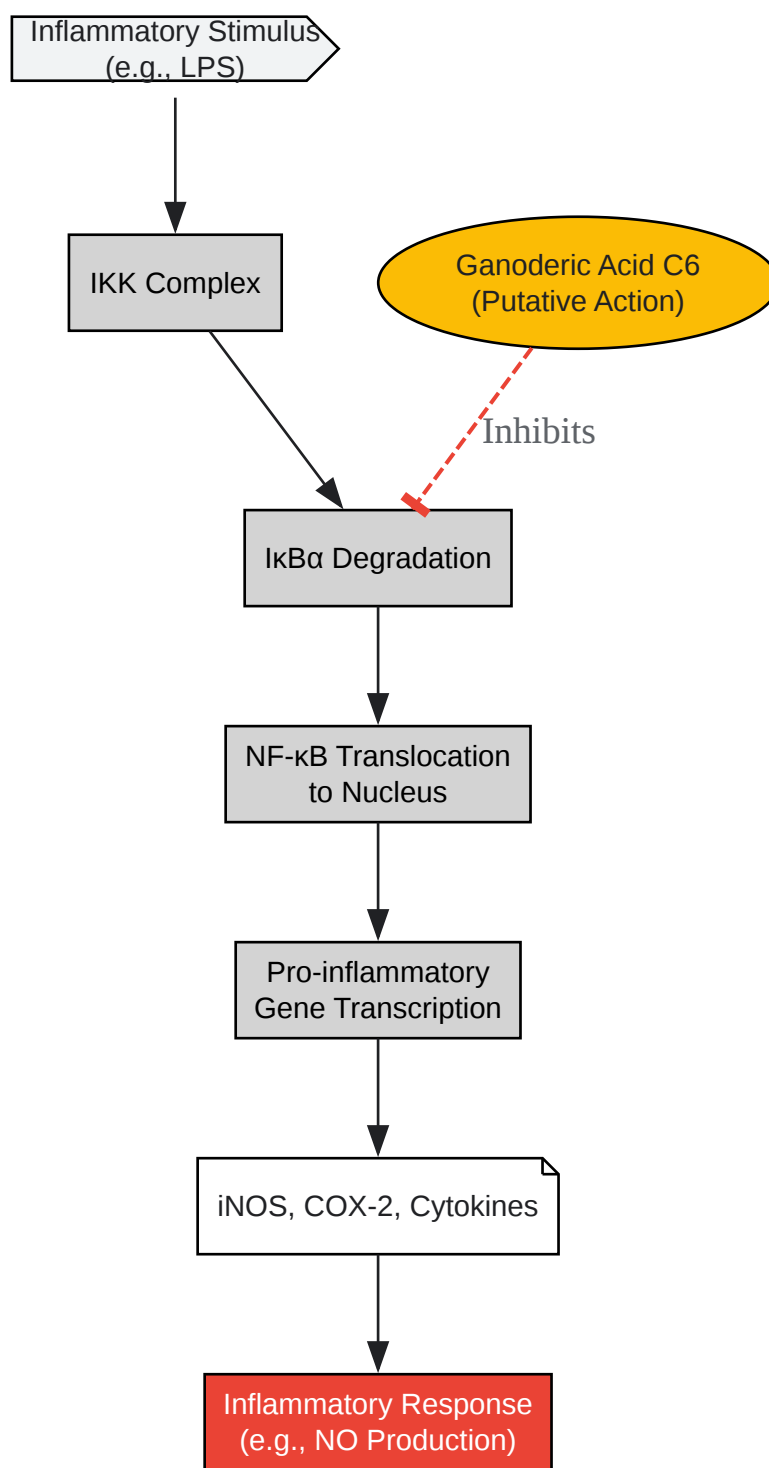 Inflammatory Stimulus
(e.g., LPS)
IKK Complex
Ganoderic Acid C6
(Putative Action)
Inhibits
IκBα Degradation
NF-κB Translocation
to Nucleus
Pro-inflammatory
Gene Transcription
iNOS, COX-2, Cytokines
Inflammatory Response
(e.g., NO Production)